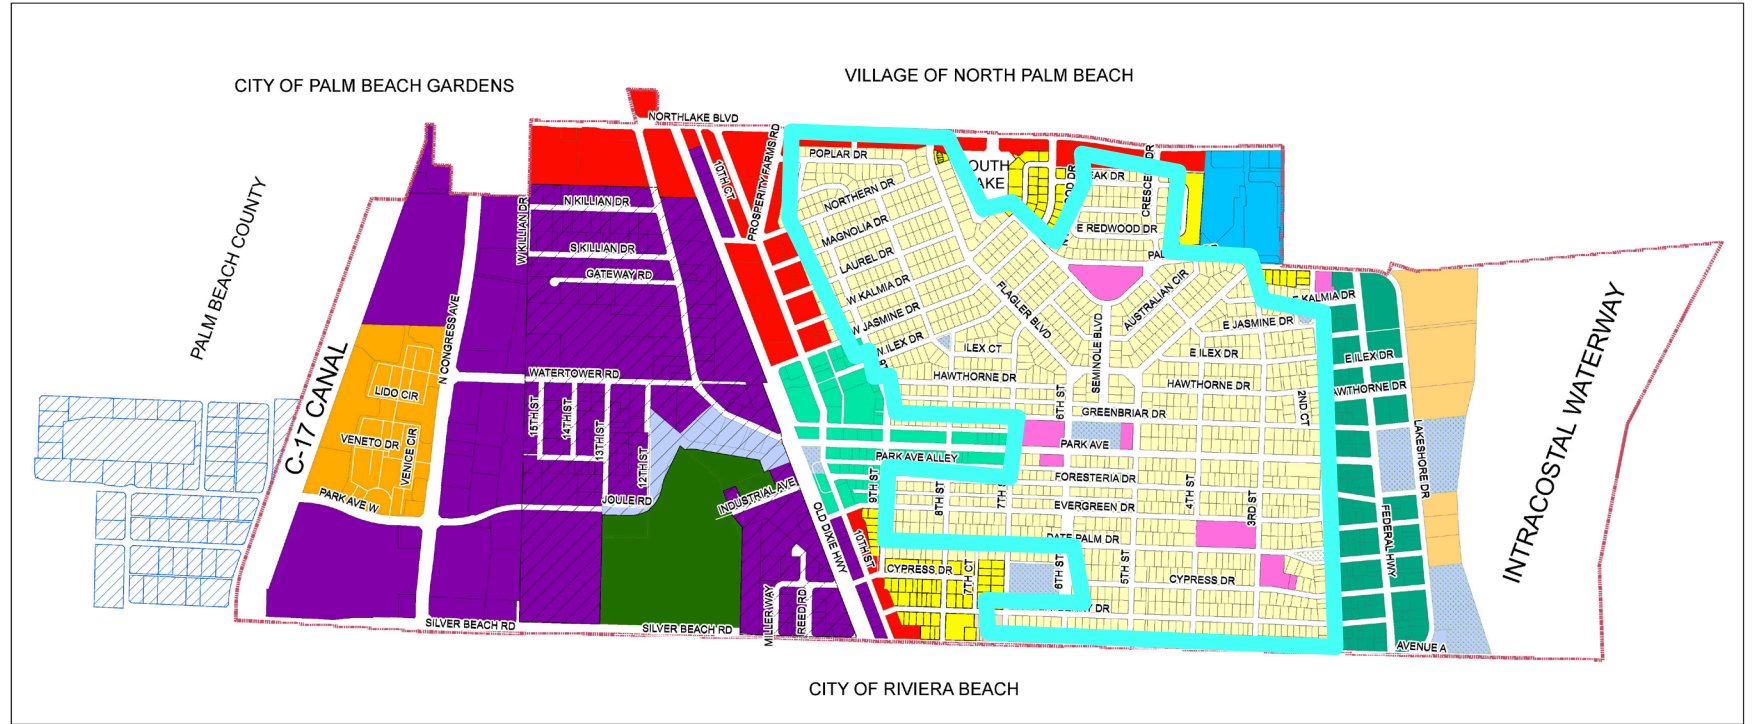 VILLAGE OF NORTH PALM BEACH
CITY OF PALM BEACH GARDENS
NORTHLAKE BLVD
POPLAR DR
10TH CT
PROSPERITY FARMS RD
PALM BEACH COUNTY
W KILLIAN DR
N KILLIAN DR
S KILLIAN DR
GATEWAY RD
NORTHERN DR
MAGNOLIA DR
LAUREL DR
W KALMIA DR
W JASMINE DR
W ILEX DR
ILEX CT
FLAGLER BLVD
SEMINOLE BLVD
AUSTRALIAN CIR
E REDWOOD DR
E KALMIA DR
E JASMINE DR
E ILEX DR
E ILEX DR
HAWTHORNE DR
HAWTHORNE DR
AWTHORNE DR
2ND CT
6TH ST
GREENBRIAR DR
PARK AVE
PARK AVE ALLEY
N CONGRESS AVE
WATERTOWER RD
LIDO CIR
VENETO DR
VENICE CIR
C-17 CANAL
15TH ST
14TH ST
13TH ST
12TH ST
PARK AVE W
JOULE RD
INDUSTRIAL AVE
OLD DIXIE HWY
10TH ST
9TH ST
8TH ST
FORESTERIA DR
EVERGREEN DR
DATE PALM DR
4TH ST
3RD ST
5TH ST
6TH ST
7TH CT
CYPRESS DR
CYPRESS DR
LAKESHORE DR
FEDERAL HWY
INTRACOSTAL WATERWAY
MILLER WAY
REED RD
SILVER BEACH RD
SILVER BEACH RD
AVENUE A
CITY OF RIVIERA BEACH